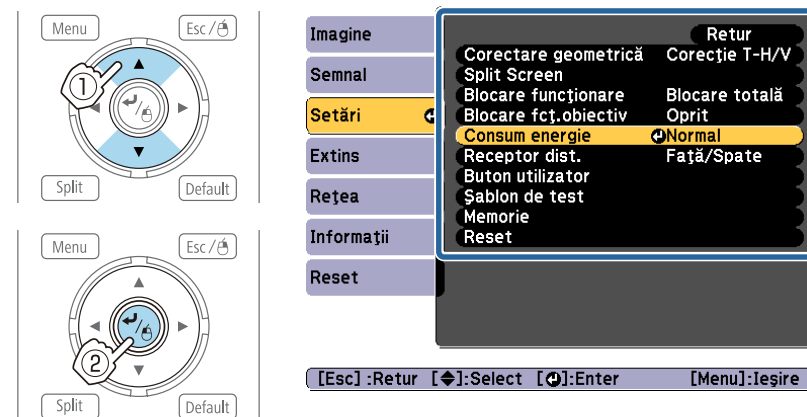 Menu
Esc/
1
Split
Default
Menu
Esc/
2
Split
Default
Imagine
Semnal
Setări
Extins
Reţea
Informaţii
Reset
Retur
Corectare geometrică Corecţie T-H/V
Split Screen
Blocare funcţionare Blocare totală
Blocare fcţ.obiectiv Oprit
Consum energie Normal
Receptor dist. Faţă/Spate
Buton utilizator
Şablon de test
Memorie
Reset
[Esc] :Retur [ ]:Select [ ]:Enter [Menu]:Ieşire